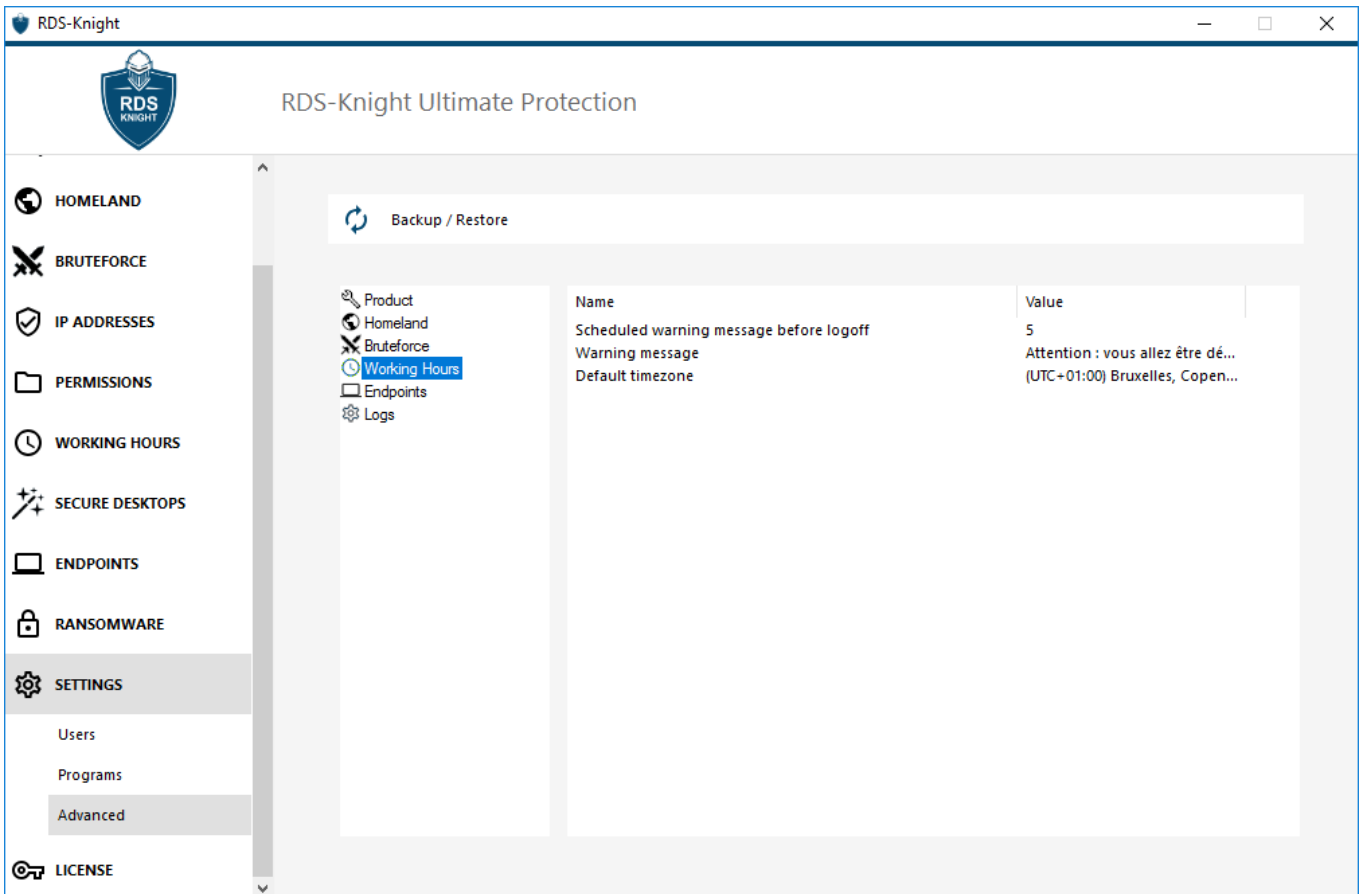 RDS-Knight
RDS
KNIGHT
RDS-Knight Ultimate Protection
HOMELAND
BRUTEFORCE
IP ADDRESSES
PERMISSIONS
WORKING HOURS
SECURE DESKTOPS
ENDPOINTS
RANSOMWARE
SETTINGS
Users
Programs
Advanced
LICENSE
Backup / Restore
Product
Homeland
Bruteforce
Working Hours
Endpoints
Logs
Name Value
Scheduled warning message before logoff 5
Warning message Attention : vous allez être dé...
Default timezone (UTC+01:00) Bruxelles, Copen...